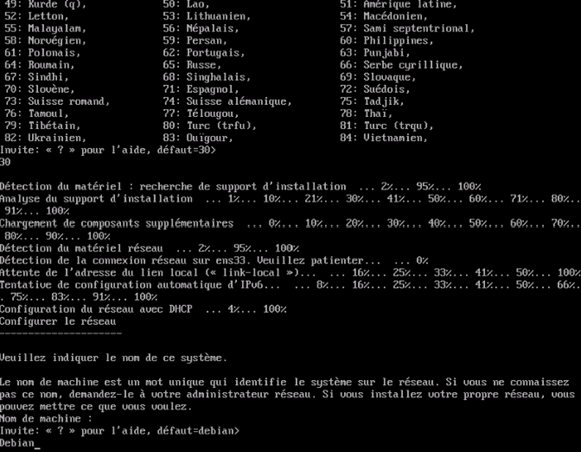 49: Kurde (q), 50: Lao, 51: Amérique latine,
52: Letton, 53: Lithuanien, 54: Macédonien,
55: Malayalam, 56: Népalais, 57: Sami septentrional,
58: Norvégien, 59: Persan, 60: Philippines,
61: Polonais, 62: Portugais, 63: Punjabi,
64: Roumain, 65: Russe, 66: Serbe cyrillique,
67: Sindhi, 68: Singhalais, 69: Slovaque,
70: Slovène, 71: Espagnol, 72: Suédois,
73: Suisse romand, 74: Suisse alémanique, 75: Tadjik,
76: Tamoul, 77: Télougou, 78: Thaï,
79: Tibétain, 80: Turc (trfu), 81: Turc (trqu),
82: Ukrainien, 83: Ouïgour, 84: Vietnamien,
Invite: « ? » pour l'aide, défaut=30>
30
Détection du matériel : recherche de support d'installation ... 2%... 95%... 100%
Analyse du support d'installation ... 1%... 10%... 21%... 30%... 41%... 50%... 60%... 71%... 80%...
91%... 100%
Chargement de composants supplémentaires ... 0%... 10%... 20%... 30%... 40%... 50%... 60%... 70%...
80%... 90%... 100%
Détection du matériel réseau ... 2%... 95%... 100%
Détection de la connexion réseau sur ens33. Veuillez patienter... ... 0%
Attente de l'adresse du lien local (« link-local »)... ... 16%... 25%... 33%... 41%... 50%... 100%
Tentative de configuration automatique d'IPv6... ... 8%... 16%... 25%... 33%... 41%... 50%... 66%..
. 75%... 83%... 91%... 100%
Configuration du réseau avec DHCP ... 4%... 100%
Configurer le réseau
----------------------
Veuillez indiquer le nom de ce système.
Le nom de machine est un mot unique qui identifie le système sur le réseau. Si vous ne connaissez
pas ce nom, demandez-le à votre administrateur réseau. Si vous installez votre propre réseau, vous
pouvez mettre ce que vous voulez.
Nom de machine :
Invite: « ? » pour l'aide, défaut=debian>
Debian_